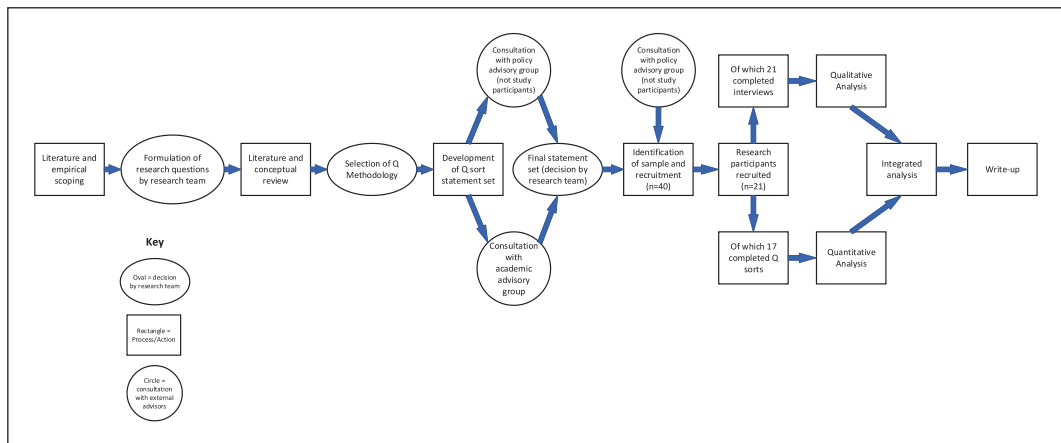 Literature and
empirical
scoping
Formulation of
research questions
by research team
Literature and
conceptual
review
Selection of Q
Methodology
Development of
Q sort
statement set
Consultation
with policy
advisory group
(not study
participants)
Consultation
with
academic
advisory
group
Final statement
set (decision by
research team)
Consultation
with policy
advisory group
(not study
participants)
Identification of
sample and
recruitment
(n=40)
Research
participants
recruited
(n=21)
Of which 21
completed
interviews
Qualitative
Analysis
Of which 17
completed Q
sorts
Quantitative
Analysis
Integrated
analysis
Write-up
Key
Oval = decision
by research team
Rectangle =
Process/Action
Circle =
consultation
with external
advisors